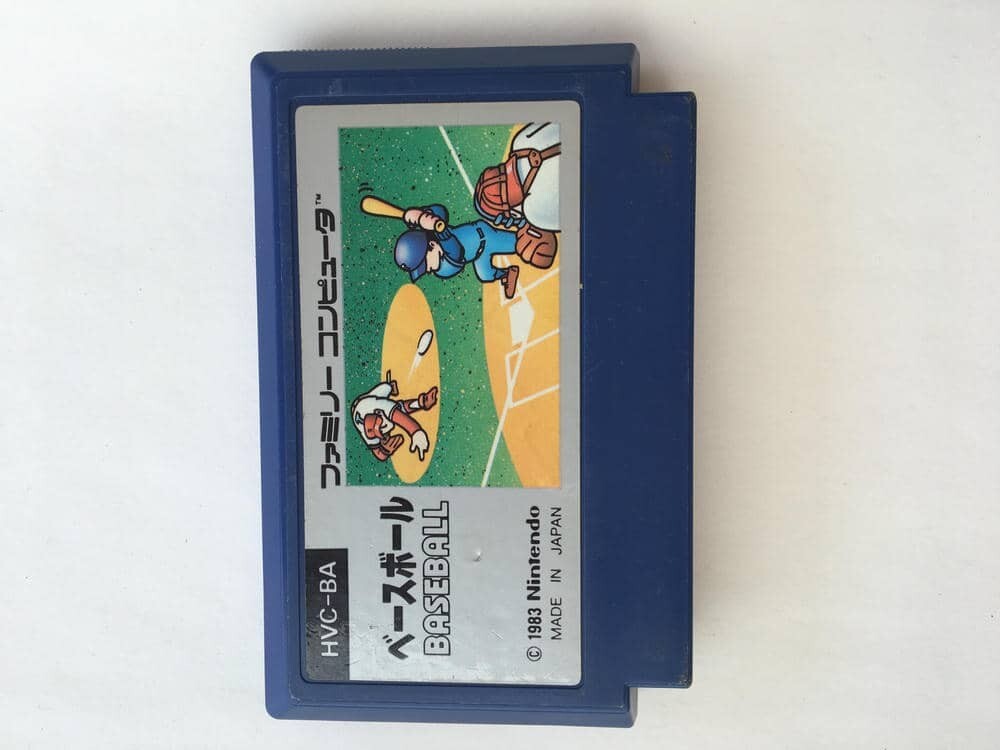 HVC-BA
ファミリー コンピュータ™
ベースボール
BASEBALL
© 1983 Nintendo
MADE IN JAPAN